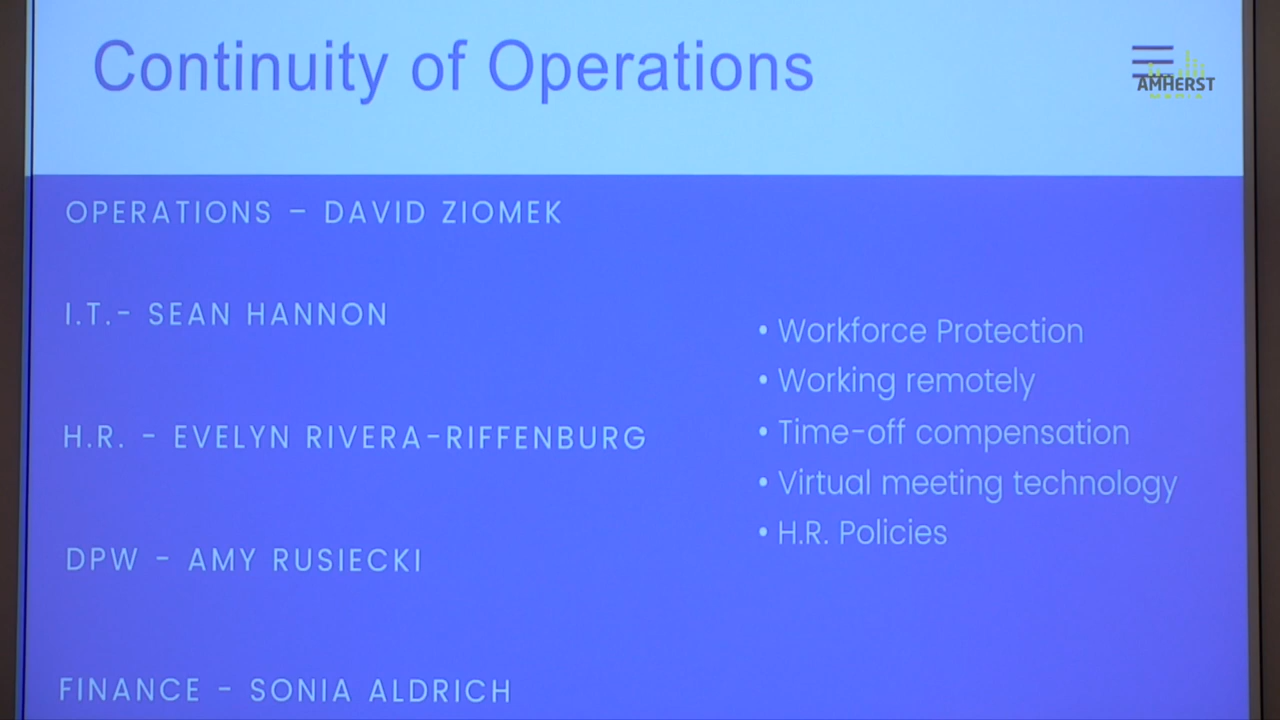 Continuity of Operations
AMHERST
MEDIA
OPERATIONS – DAVID ZIOMEK
I.T.- SEAN HANNON
H.R. - EVELYN RIVERA-RIFFENBURG
DPW - AMY RUSIECKI
FINANCE - SONIA ALDRICH
• Workforce Protection
• Working remotely
• Time-off compensation
• Virtual meeting technology
• H.R. Policies